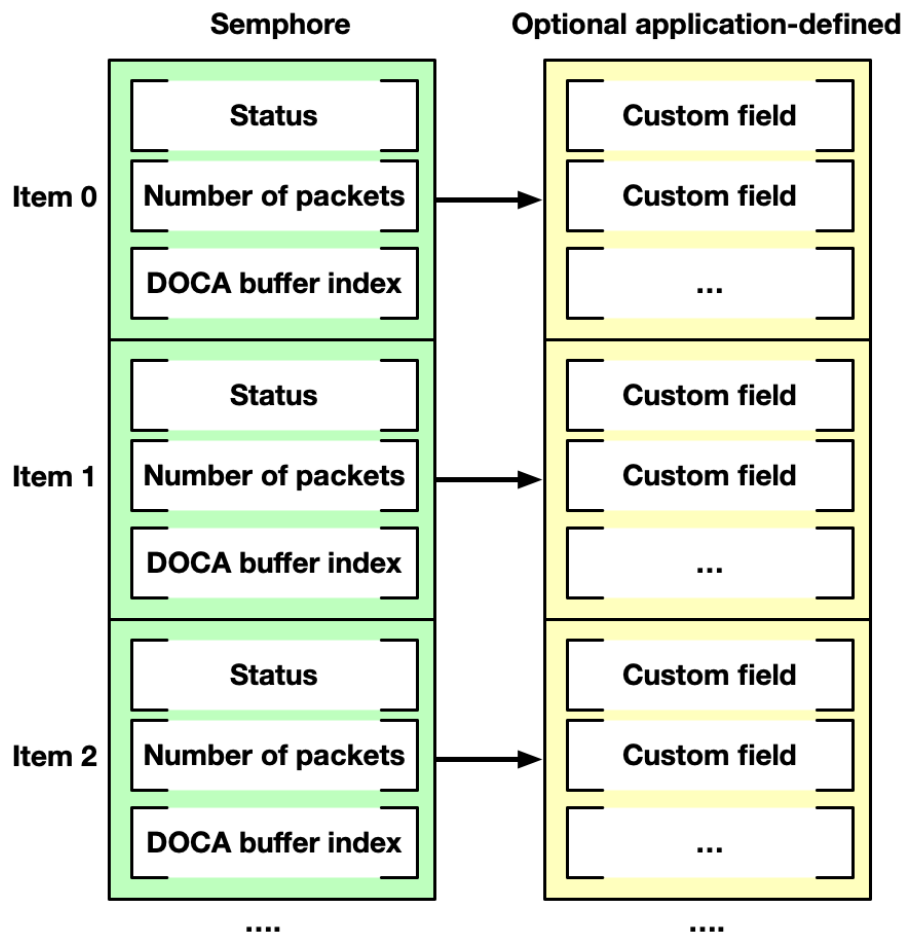 Semphore
Optional application-defined
Status
Custom field
Item 0
Number of packets
Custom field
DOCA buffer index
...
Status
Custom field
Item 1
Number of packets
Custom field
DOCA buffer index
...
Status
Custom field
Item 2
Number of packets
Custom field
DOCA buffer index
...
....
....